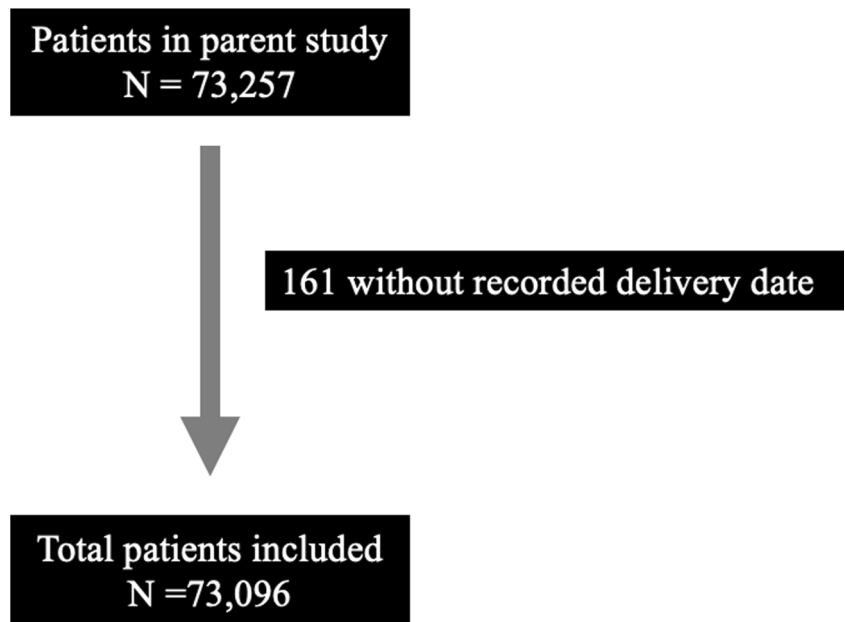 Patients in parent study
N = 73,257
161 without recorded delivery date
Total patients included
N =73,096